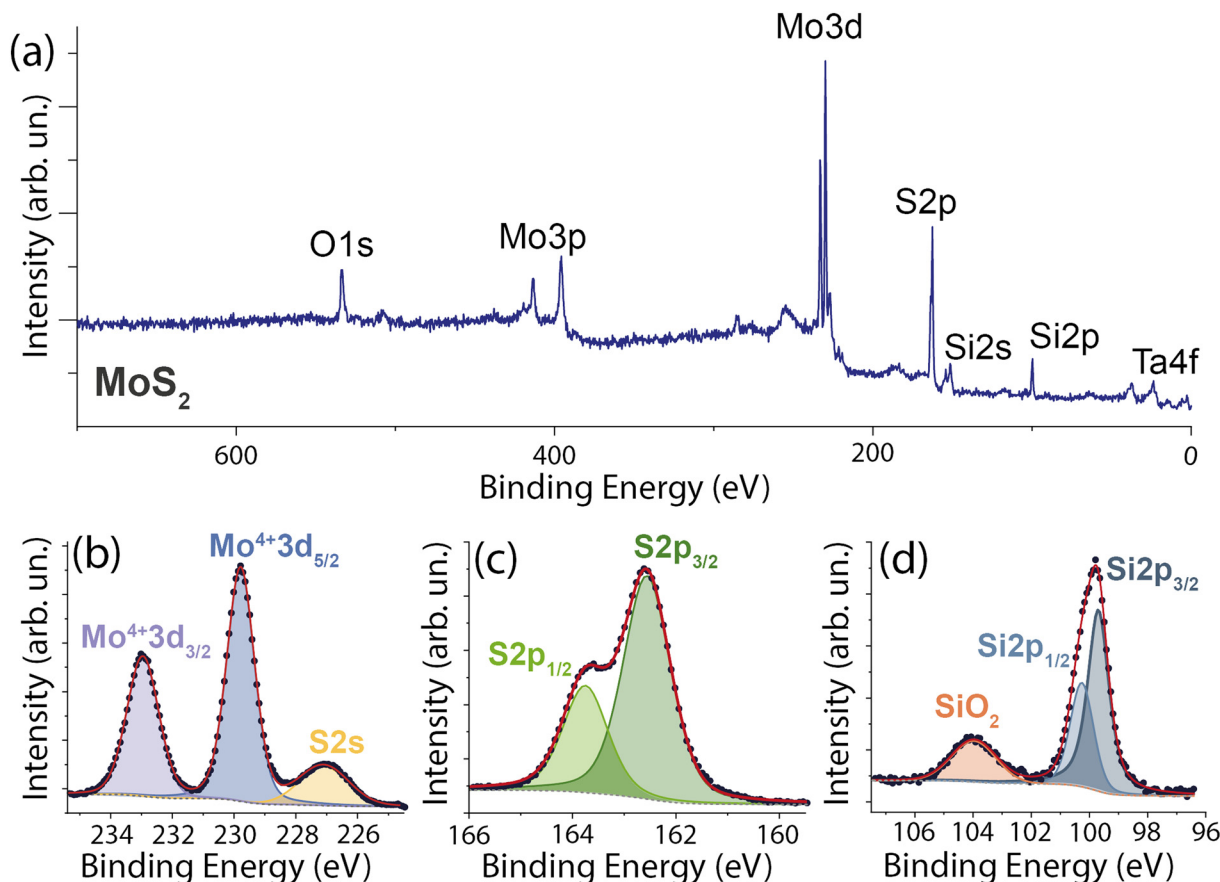 (a)
Mo3d
O1s
Mo3p
S2p
Si2s
Si2p
Ta4f
MoS₂
Intensity (arb. un.)
600
400
200
0
Binding Energy (eV)
(b)
Mo⁴⁺3d₅/₂
Mo⁴⁺3d₃/₂
S2s
Intensity (arb. un.)
234 232 230 228 226
Binding Energy (eV)
(c)
S2p₃/₂
S2p₁/₂
Intensity (arb. un.)
166 164 162 160
Binding Energy (eV)
(d)
Si2p₃/₂
Si2p₁/₂
SiO₂
Intensity (arb. un.)
106 104 102 100 98 96
Binding Energy (eV)